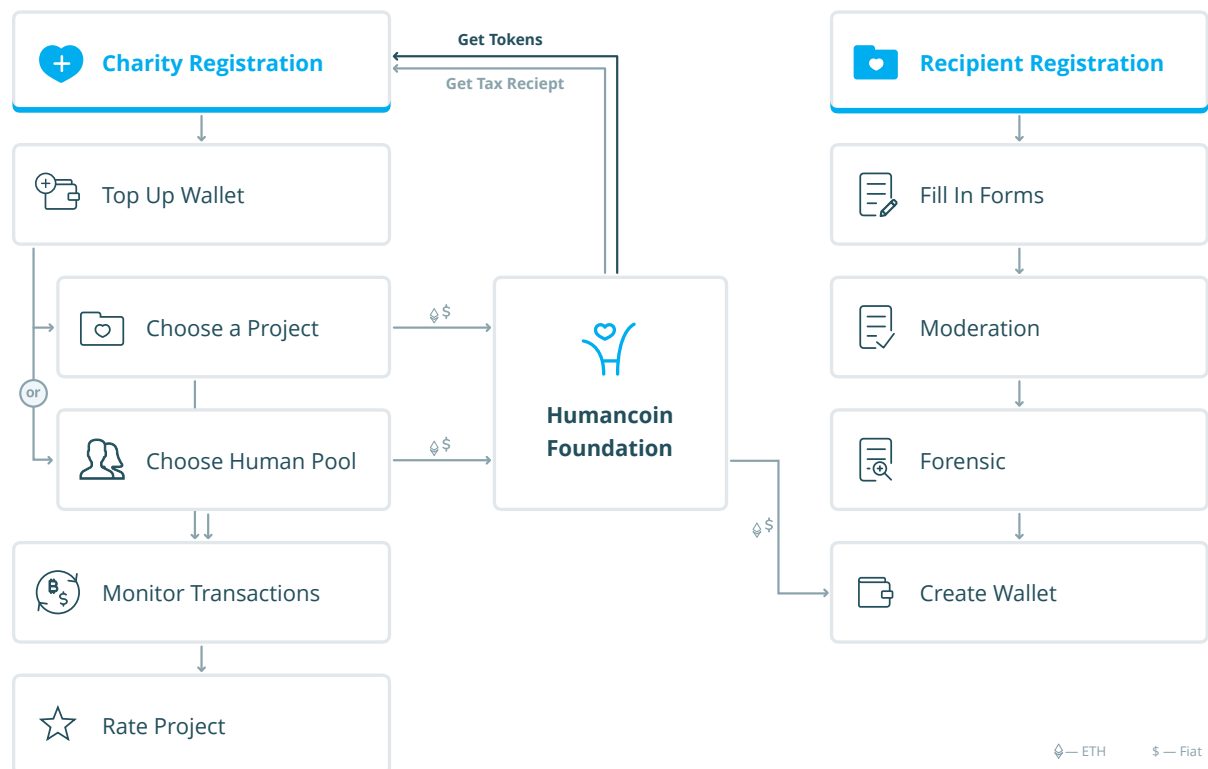 Charity Registration
Get Tokens
Get Tax Reciept
Recipient Registration
Top Up Wallet
Fill In Forms
Choose a Project
$
Moderation
or
Humancoin
Foundation
Choose Human Pool
$
Forensic
$
Monitor Transactions
Create Wallet
Rate Project
— ETH
$ — Fiat